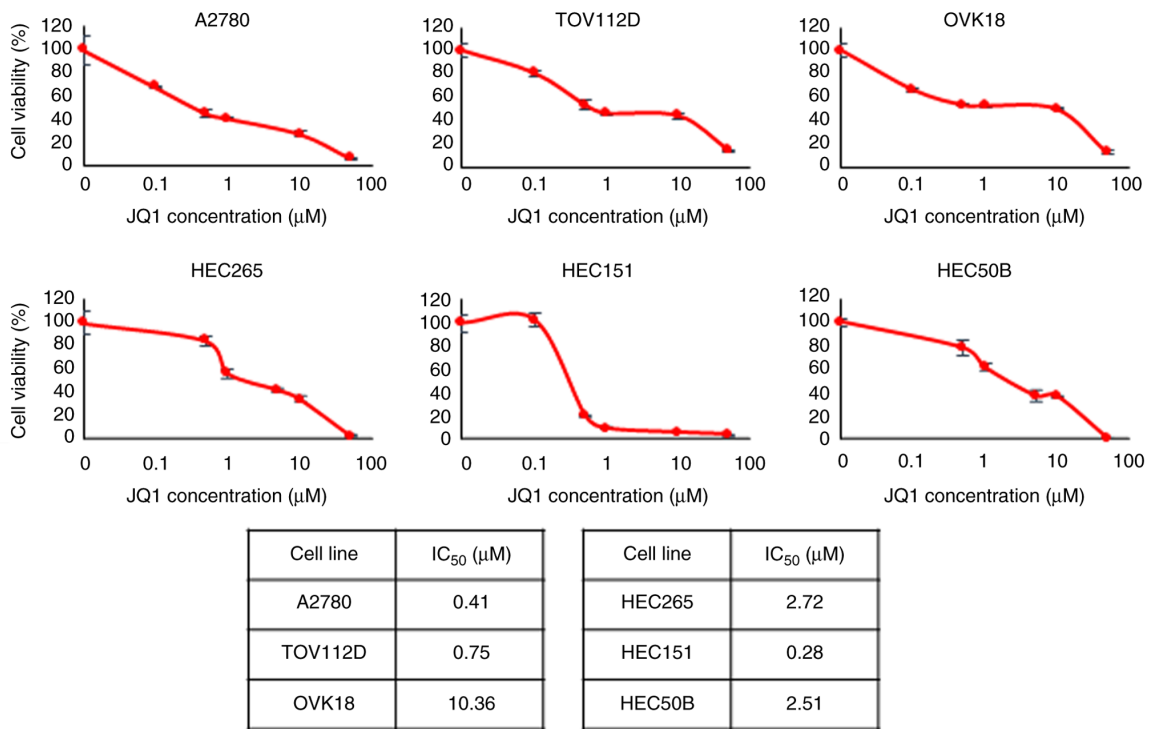 A2780 TOV112D OVK18
Cell viability (%)
120 120 120
100 100 100
80 80 80
60 60 60
40 40 40
20 20 20
0 0 0
0 0.1 1 10 100 0 0.1 1 10 100 0 0.1 1 10 100
JQ1 concentration (μM) JQ1 concentration (μM) JQ1 concentration (μM)
HEC265 HEC151 HEC50B
Cell viability (%)
120 120 120
100 100 100
80 80 80
60 60 60
40 40 40
20 20 20
0 0 0
0 0.1 1 10 100 0 0.1 1 10 100 0 0.1 1 10 100
JQ1 concentration (μM) JQ1 concentration (μM) JQ1 concentration (μM)
Cell line IC50 (μM) Cell line IC50 (μM)
A2780 0.41 HEC265 2.72
TOV112D 0.75 HEC151 0.28
OVK18 10.36 HEC50B 2.51